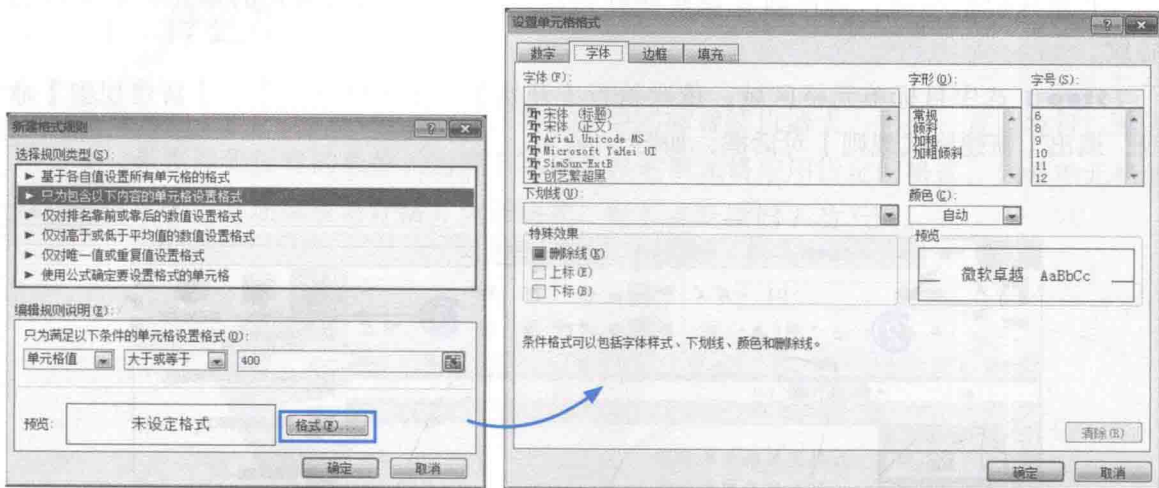 新建格式规则
选择规则类型(S):
► 基于各自值设置所有单元格的格式
► 只为包含以下内容的单元格设置格式
► 仅对排名靠前或靠后的数值设置格式
► 仅对高于或低于平均值的数值设置格式
► 仅对唯一值或重复值设置格式
► 使用公式确定要设置格式的单元格
编辑规则说明(E):
只为满足以下条件的单元格设置格式(O):
单元格值 大于或等于 400
预览: 未设定格式 格式(F)...
确定 取消
设置单元格格式
数字 字体 边框 填充
字体(F):
宋体 (标题)
宋体 (正文)
Arial Unicode MS
Microsoft YaHei UI
SimSun-ExtB
创艺繁超黑
字形(O):
常规
倾斜
加粗
加粗倾斜
字号(S):
6
8
9
10
11
12
下划线(U):
颜色(C):
自动
特殊效果
删除线(K)
上标(E)
下标(B)
预览
微软卓越 AaBbCc
条件格式可以包括字体样式、下划线、颜色和删除线。
清除(R)
确定 取消